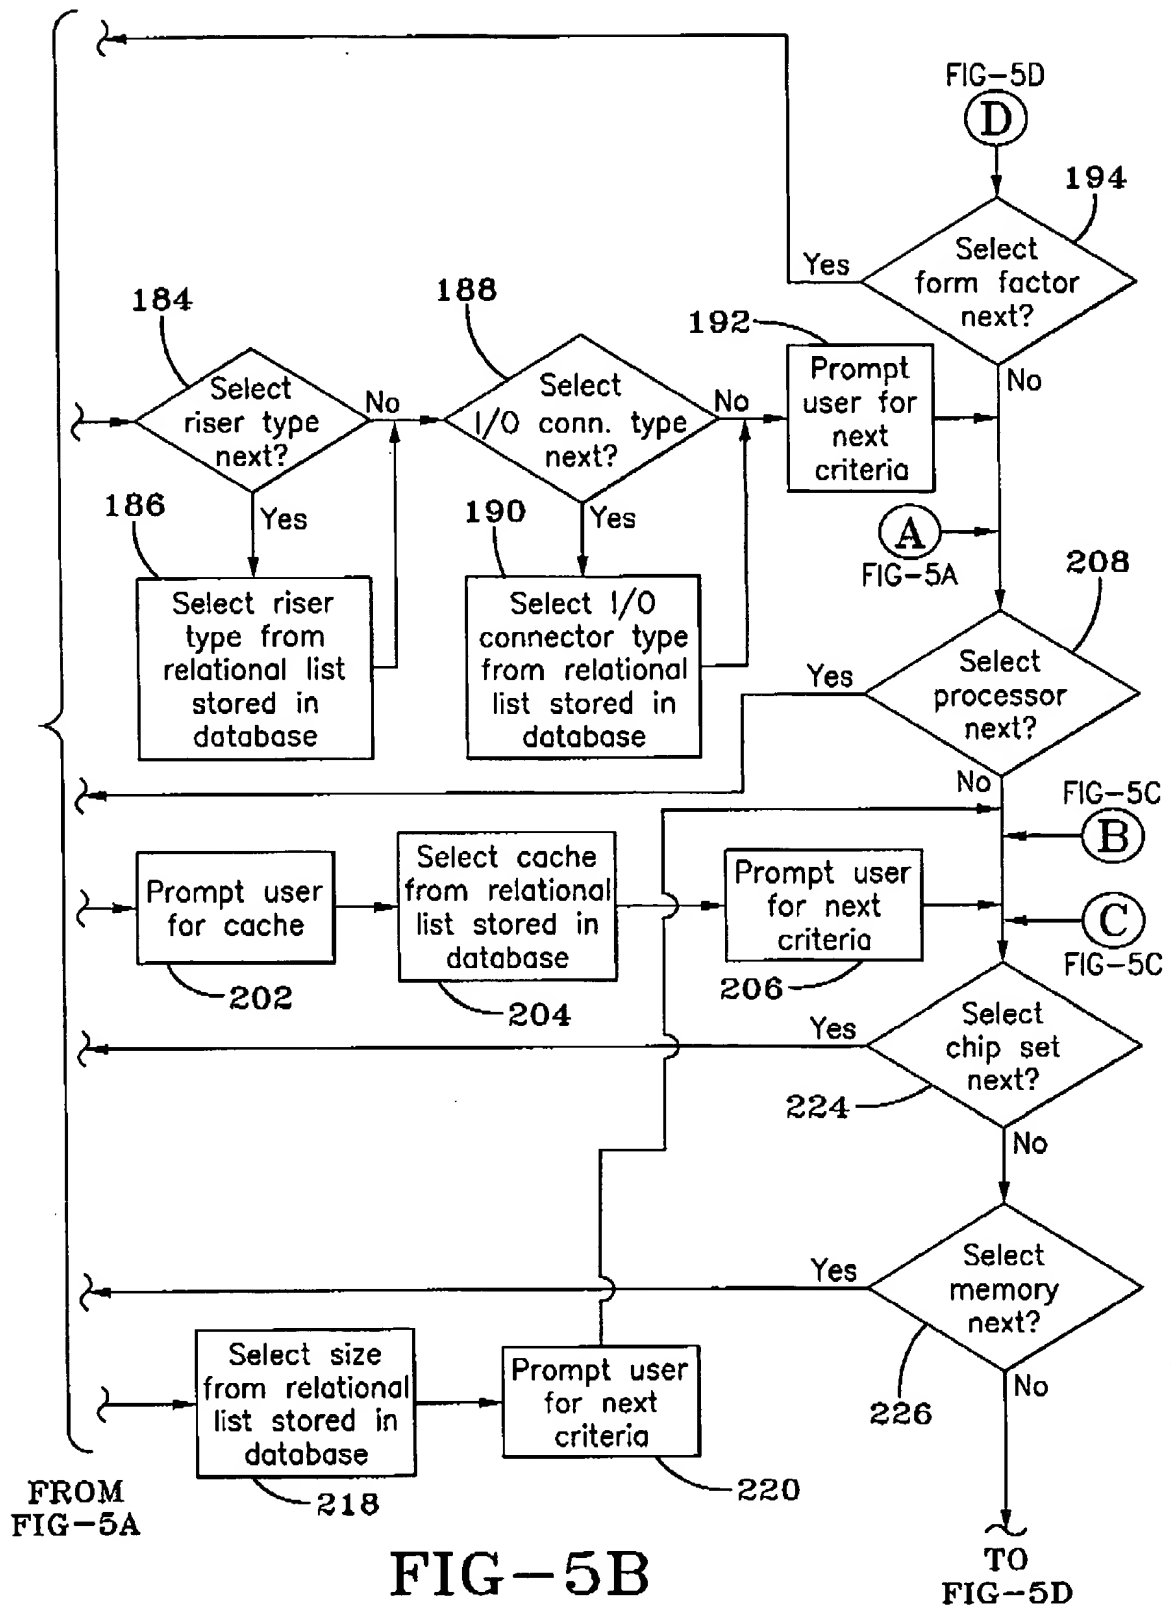 FIG-5D
D
194
Select
form factor
next?
Yes
No
184
Select
riser type
next?
No
Yes
188
Select
I/O conn. type
next?
No
Yes
192
Prompt
user for
next
criteria
A
FIG-5A
186
Select riser
type from
relational list
stored in
database
190
Select I/O
connector type
from relational
list stored in
database
208
Select
processor
next?
Yes
No
FIG-5C
B
Prompt user
for cache
202
Select cache
from relational
list stored in
database
204
Prompt user
for next
criteria
206
C
FIG-5C
Select
chip set
next?
Yes
224
No
Select
memory
next?
Yes
226
No
Select size
from relational
list stored in
database
218
Prompt user
for next
criteria
220
FROM
FIG-5A
TO
FIG-5D
FIG-5B